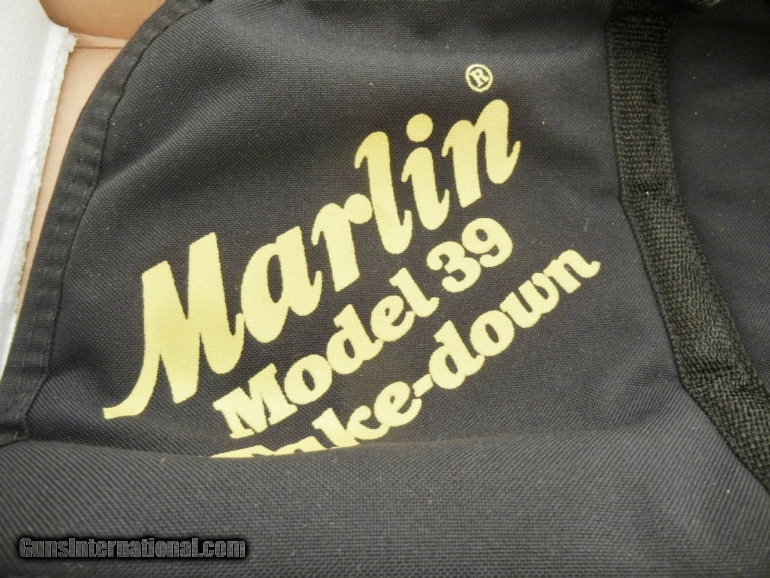 Marlin®
Model 39
Take-down
GunsInternational.com